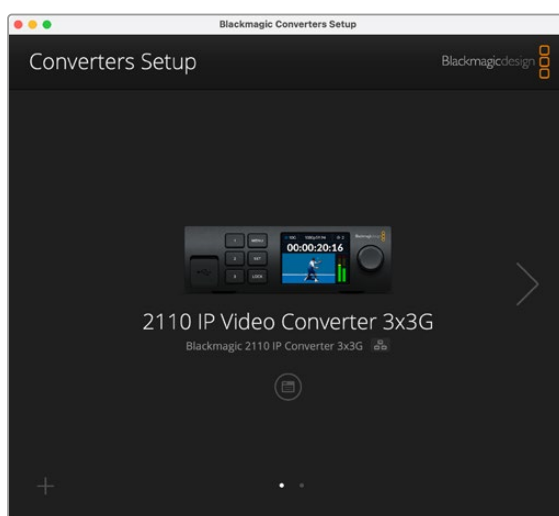 Blackmagic Converters Setup
Converters Setup
Blackmagicdesign
1 MENU
2 SET
3 LOCK
00:00:20:16
2110 IP Video Converter 3x3G
Blackmagic 2110 IP Converter 3x3G